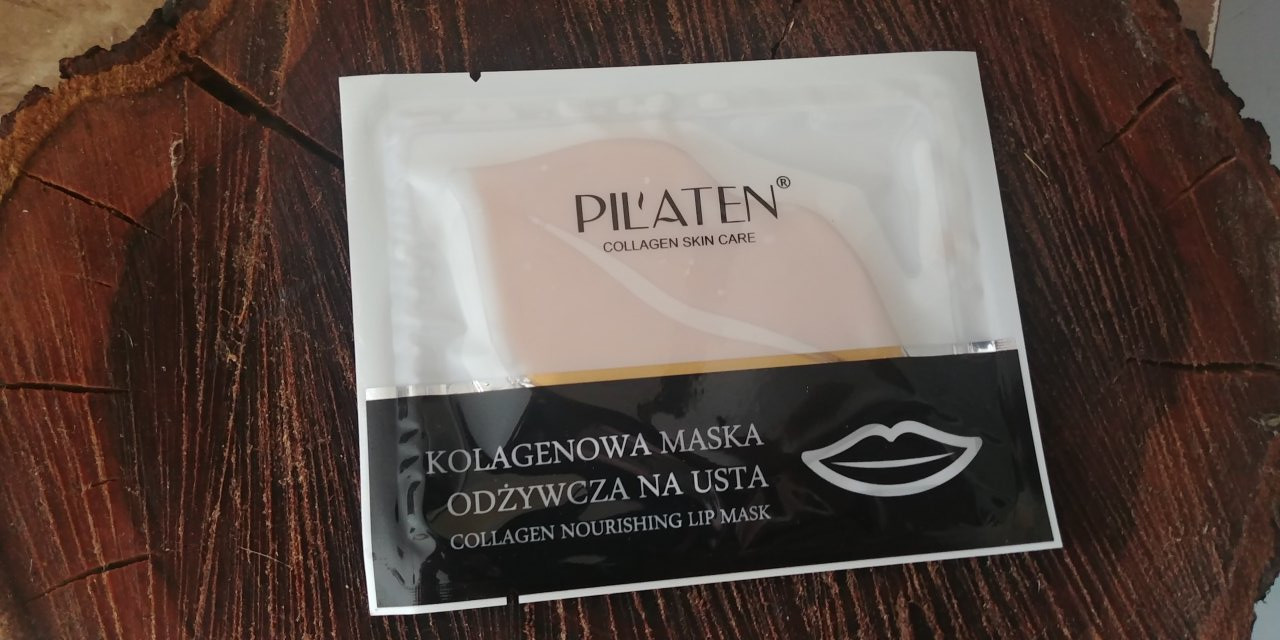 PIL'ATEN®
COLLAGEN SKIN CARE
KOLAGENOWA MASKA
ODŻYWCZA NA USTA
COLLAGEN NOURISHING LIP MASK